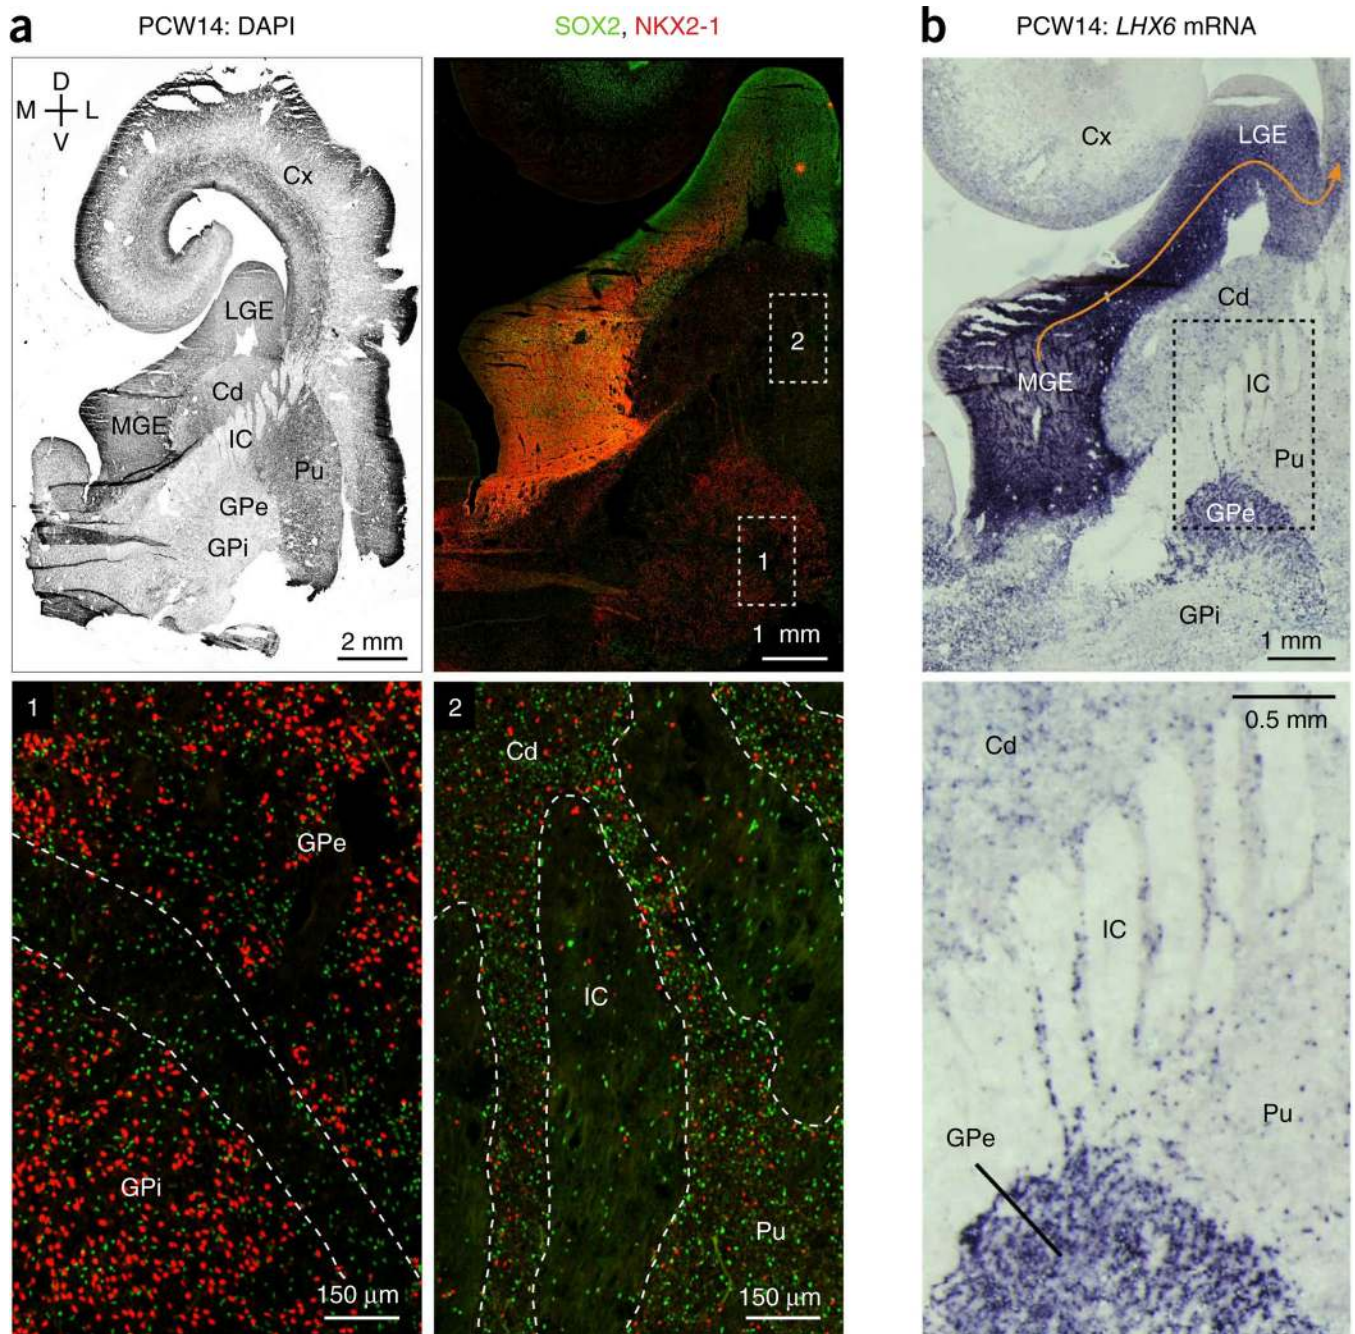 a
PCW14: DAPI
SOX2, NKX2-1
b
PCW14: LHX6 mRNA
D
M L
V
Cx
LGE
Cd
MGE
IC
Pu
GPe
GPi
2 mm
2
1
1 mm
Cx
LGE
Cd
MGE
IC
Pu
GPe
GPi
1 mm
1
GPe
GPi
150 μm
2
Cd
IC
Pu
150 μm
0.5 mm
Cd
IC
Pu
GPe